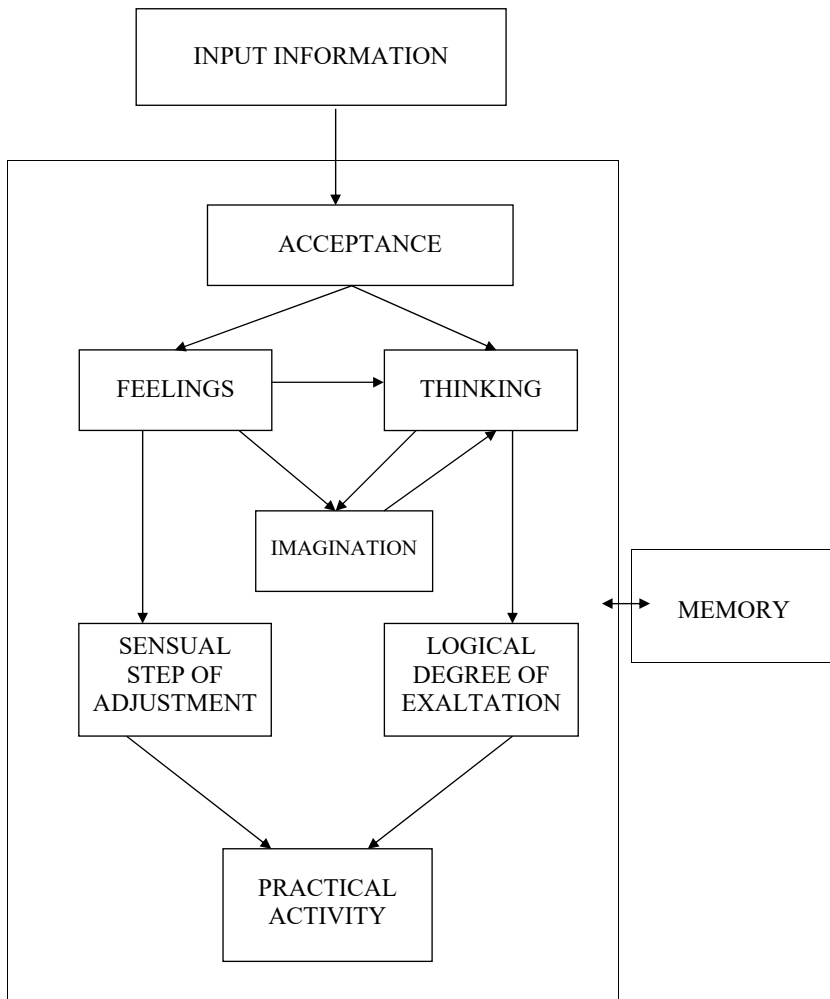 INPUT INFORMATION
ACCEPTANCE
FEELINGS
THINKING
IMAGINATION
MEMORY
SENSUAL
STEP OF
ADJUSTMENT
LOGICAL
DEGREE OF
EXALTATION
PRACTICAL
ACTIVITY